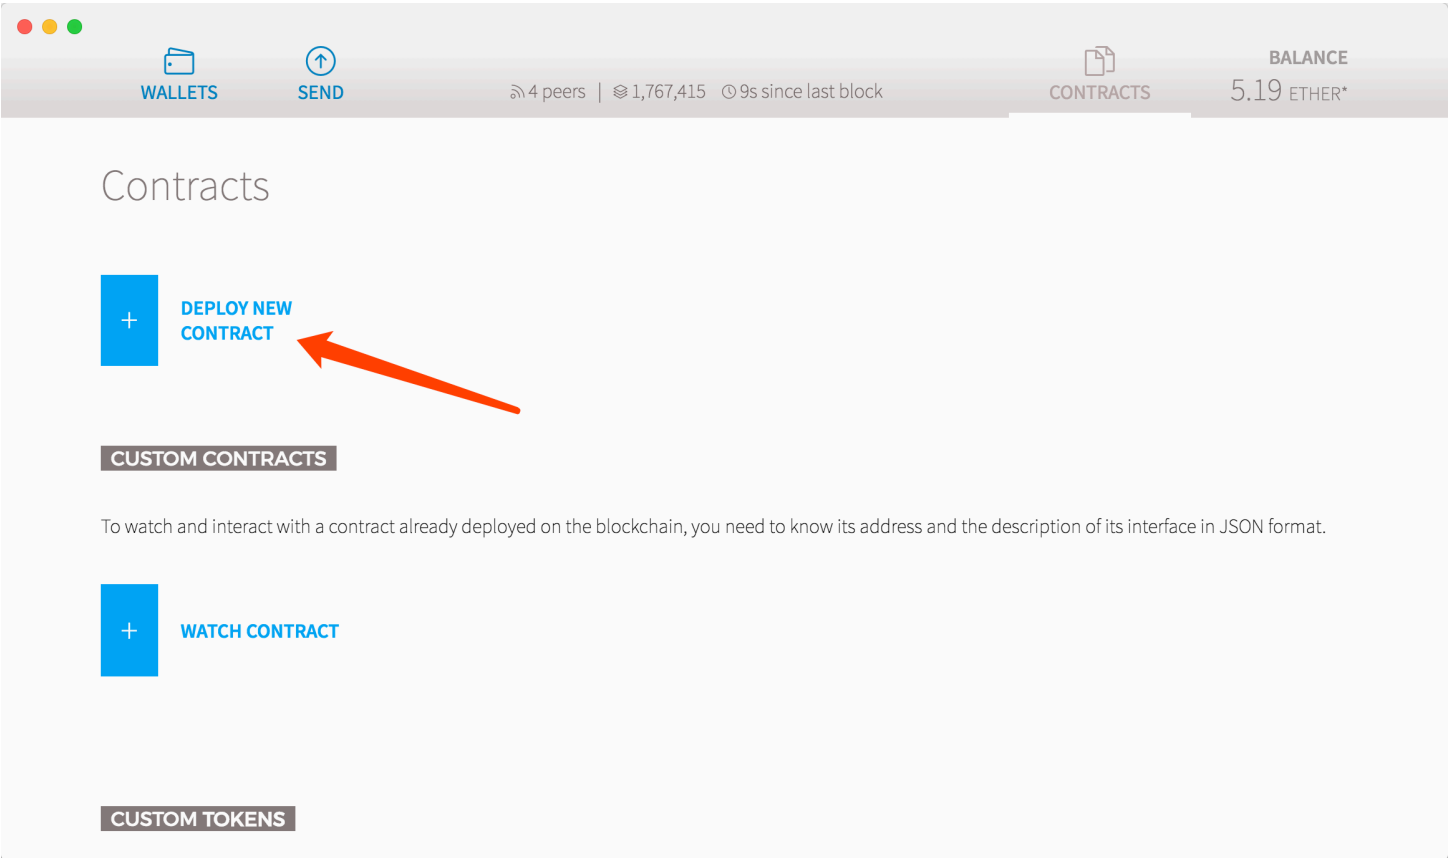 WALLETS
SEND
4 peers | 1,767,415 9s since last block
CONTRACTS
BALANCE
5.19 ETHER*
Contracts
+
DEPLOY NEW
CONTRACT
CUSTOM CONTRACTS
To watch and interact with a contract already deployed on the blockchain, you need to know its address and the description of its interface in JSON format.
+
WATCH CONTRACT
CUSTOM TOKENS